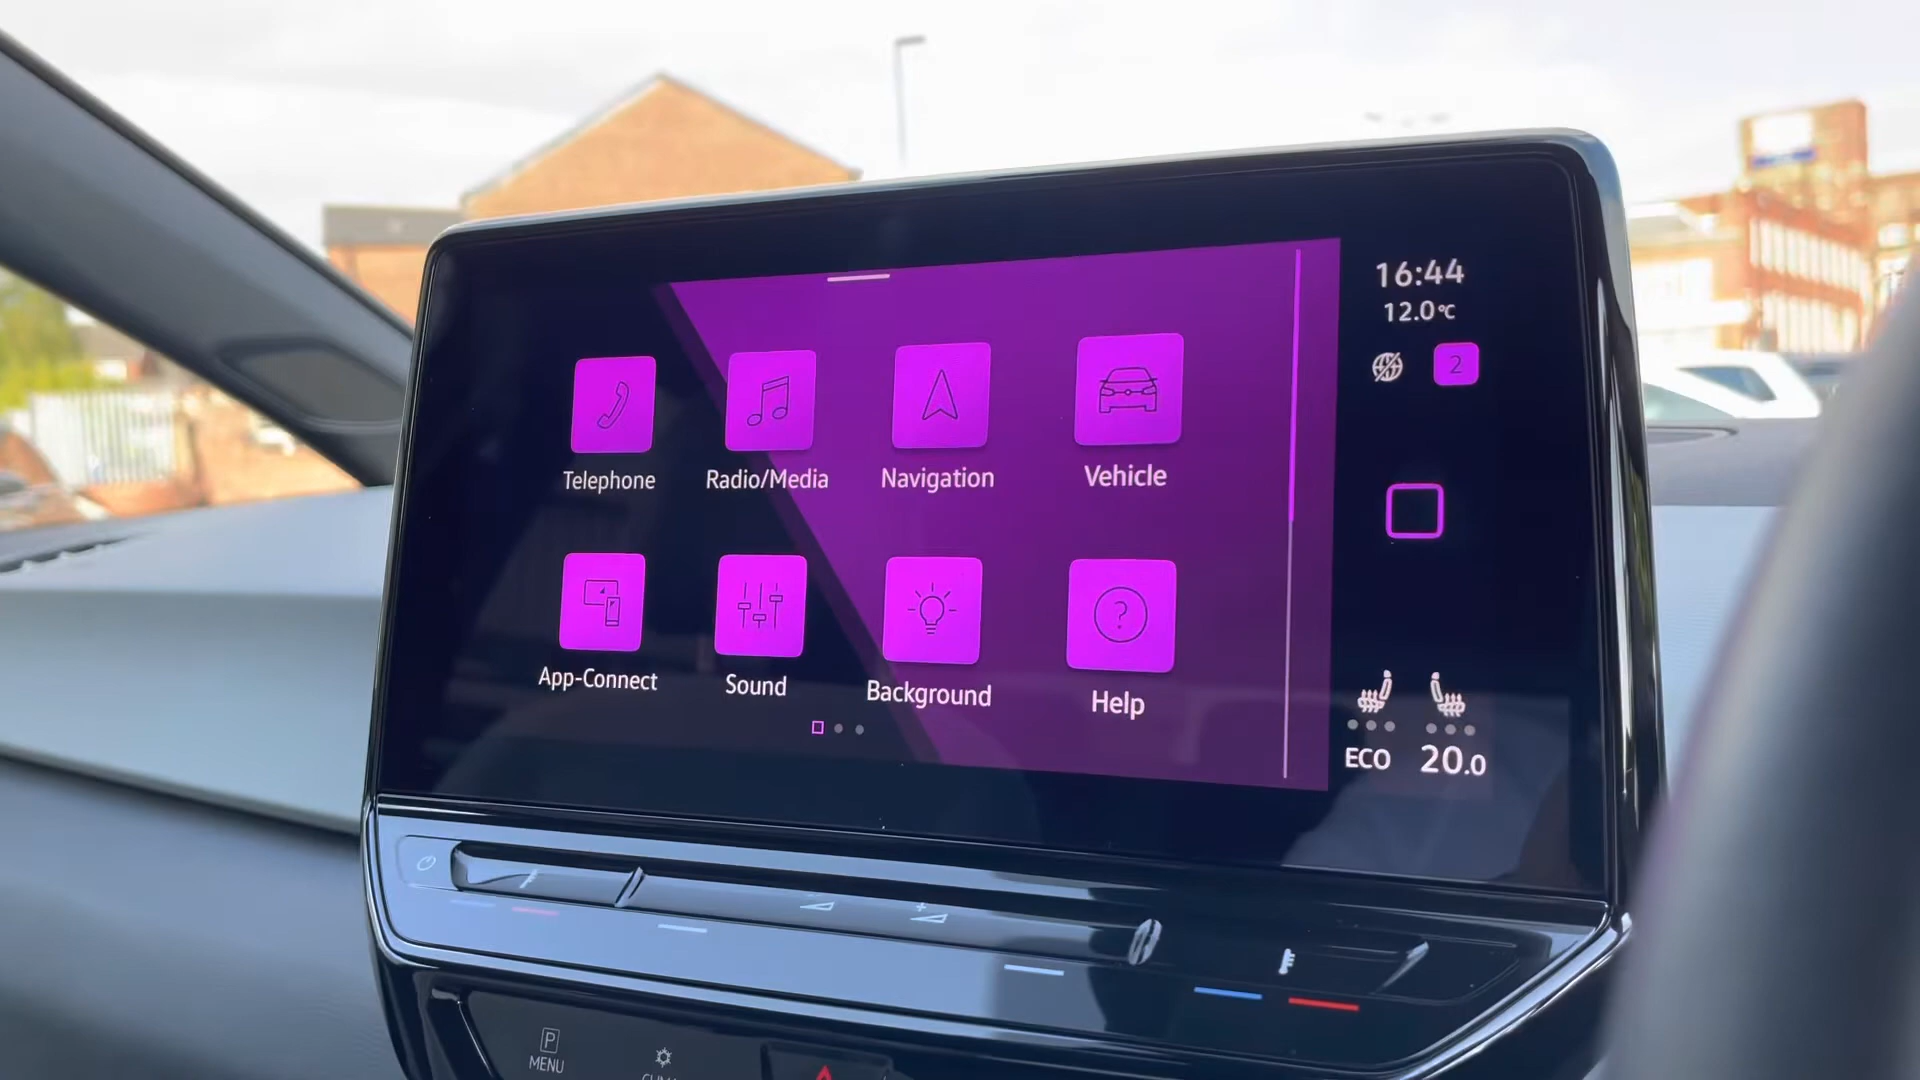 16:44
12.0°C
2
Telephone
Radio/Media
Navigation
Vehicle
App-Connect
Sound
Background
?
Help
ECO
20.0
P
MENU